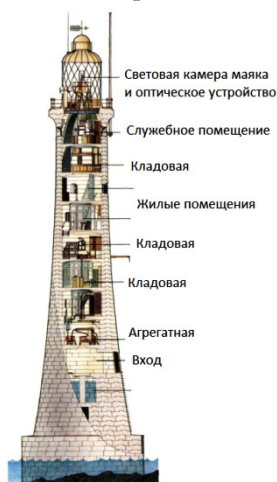 Световая камера маяка
и оптическое устройство
Служебное помещение
Кладовая
Жилые помещения
Кладовая
Кладовая
Агрегатная
Вход